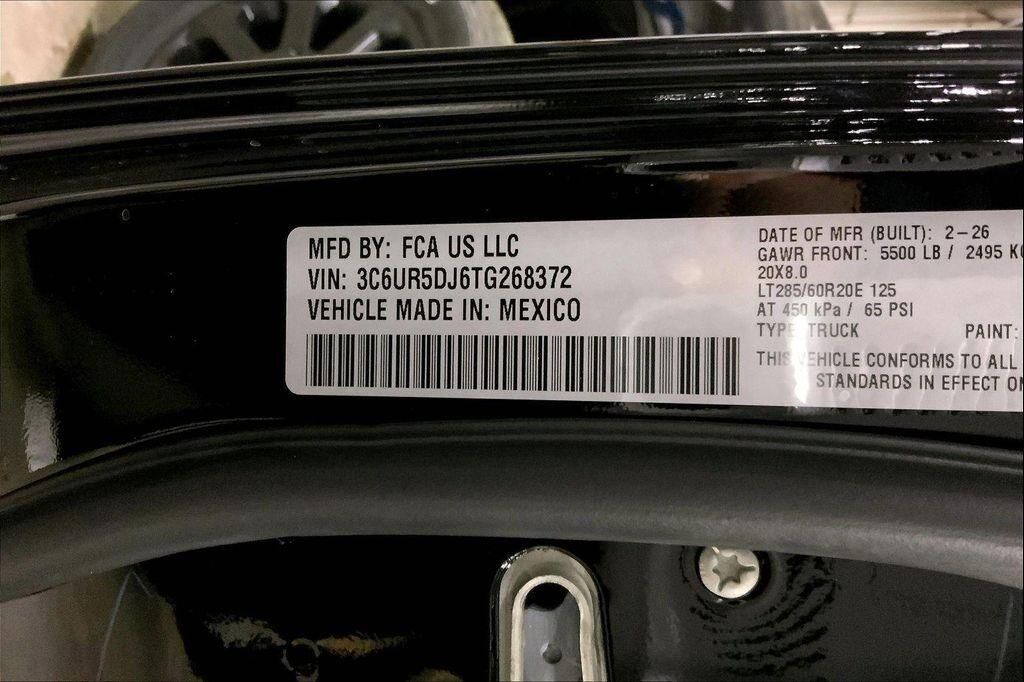 MFD BY: FCA US LLC
VIN: 3C6UR5DJ6TG268372
VEHICLE MADE IN: MEXICO
DATE OF MFR (BUILT): 2-26
GAWR FRONT: 5500 LB / 2495 K
20X8.0
LT285/60R20E 125
AT 450 kPa / 65 PSI
TYPE TRUCK PAINT:
THIS VEHICLE CONFORMS TO ALL
STANDARDS IN EFFECT ON